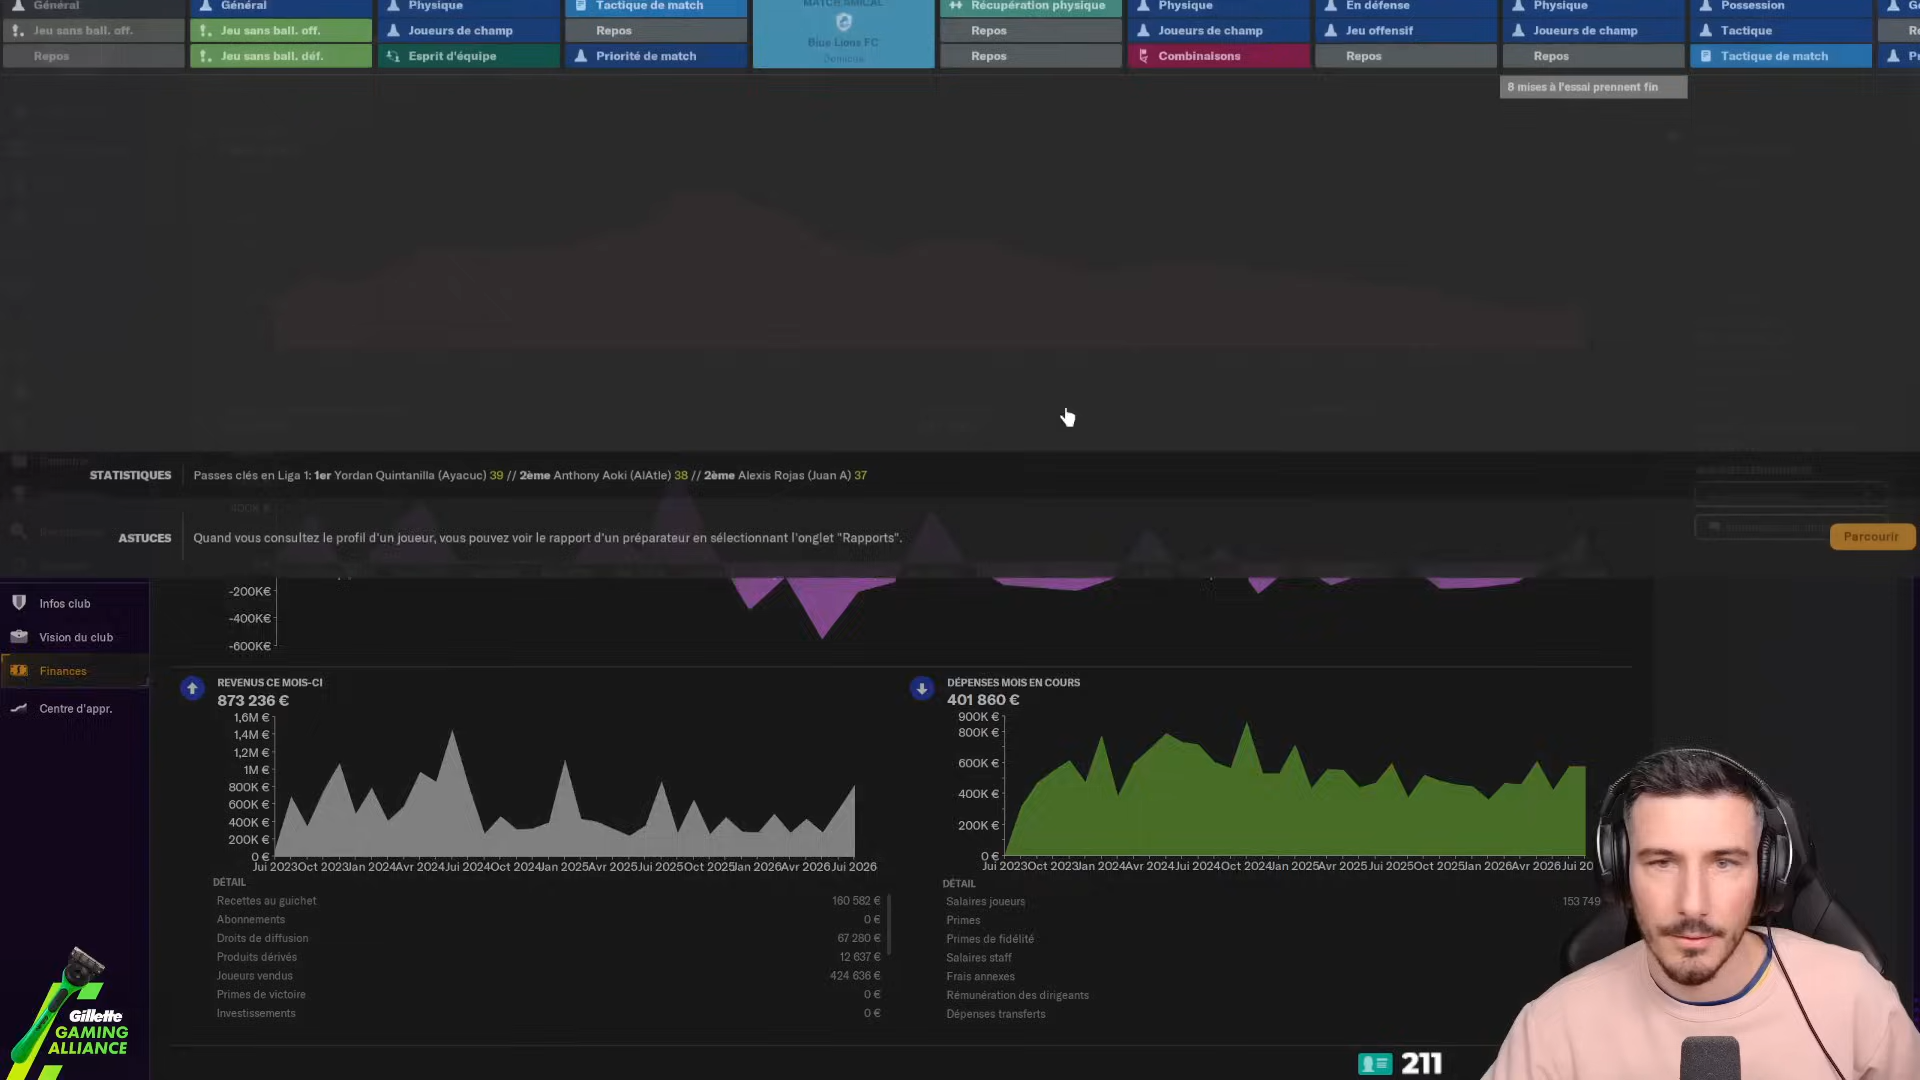 Général
Général
Physique
Tactique de match
MATCH AMICAL
Récupération physique
Physique
En défense
Physique
Possession
Jeu sans ball. off.
Jeu sans ball. off.
Joueurs de champ
Repos
Blue Lions FC
Repos
Joueurs de champ
Jeu offensif
Joueurs de champ
Tactique
Repos
Jeu sans ball. déf.
Esprit d'équipe
Priorité de match
Domicile
Repos
Combinaisons
Repos
Repos
Tactique de match
8 mises à l'essai prennent fin
STATISTIQUES
Passes clés en Liga 1: 1er Yordan Quintanilla (Ayacuc) 39 // 2ème Anthony Aoki (AlAtle) 38 // 2ème Alexis Rojas (Juan A) 37
400K €
ASTUCES
Quand vous consultez le profil d'un joueur, vous pouvez voir le rapport d'un préparateur en sélectionnant l'onglet "Rapports".
Parcourir
-200K€
-400K€
-600K€
Infos club
Vision du club
Finances
Centre d'appr.
REVENUS CE MOIS-CI
873 236 €
1,6M €
1,4M €
1,2M €
1M €
800K €
600K €
400K €
200K €
0 €
Jui 2023Oct 2023Jan 2024Avr 2024Jui 2024Oct 2024Jan 2025Avr 2025Jui 2025Oct 2025Jan 2026Avr 2026Jui 2026
DÉTAIL
Recettes au guichet 160 582 €
Abonnements 0 €
Droits de diffusion 67 280 €
Produits dérivés 12 637 €
Joueurs vendus 424 636 €
Primes de victoire 0 €
Investissements 0 €
DÉPENSES MOIS EN COURS
401 860 €
900K €
800K €
600K €
400K €
200K €
0 €
Jui 2023Oct 2023Jan 2024Avr 2024Jui 2024Oct 2024Jan 2025Avr 2025Jui 2025Oct 2025Jan 2026Avr 2026Jui 20
DÉTAIL
Salaires joueurs 153 749
Primes
Primes de fidélité
Salaires staff
Frais annexes
Rémunération des dirigeants
Dépenses transferts
Gillette
GAMING
ALLIANCE
211